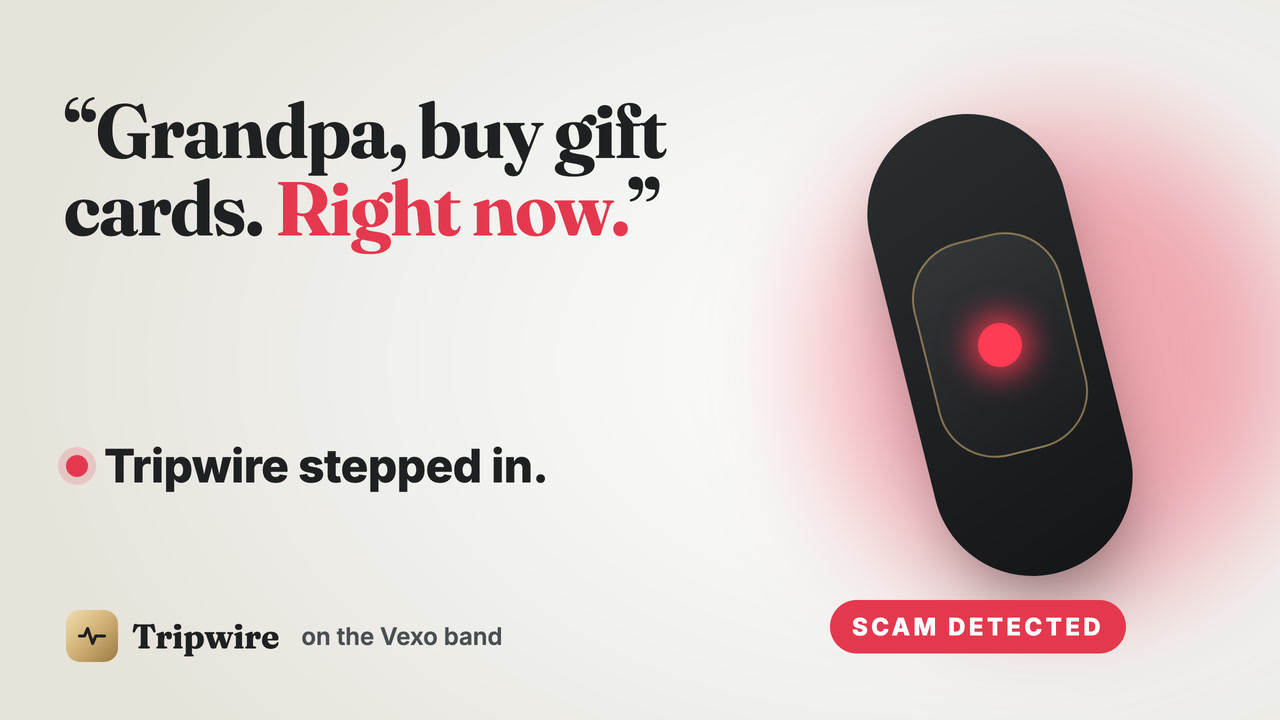 “Grandpa, buy gift
cards. Right now.”
Tripwire stepped in.
Tripwire on the Vexo band
SCAM DETECTED